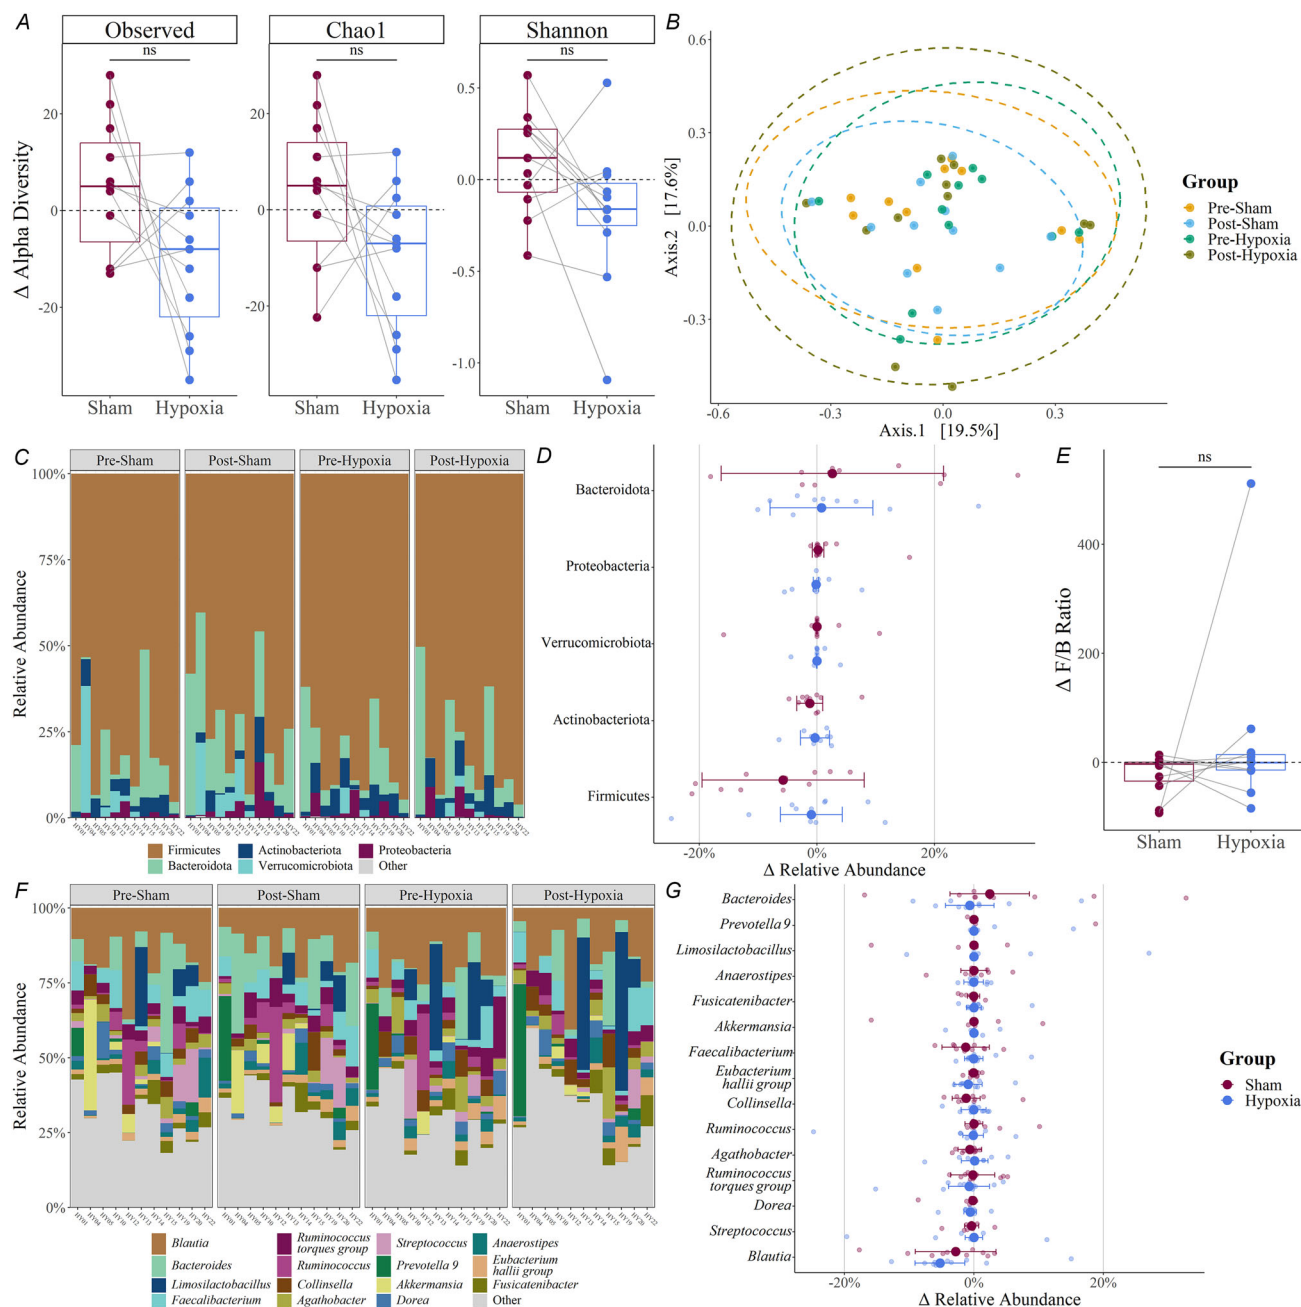 A
Observed
Chao1
Shannon
ns
ns
ns
Δ Alpha Diversity
20
0
-20
20
0
-20
0.5
0.0
-0.5
-1.0
Sham
Hypoxia
Sham
Hypoxia
Sham
Hypoxia
B
Axis.2 [17.6%]
0.6
0.3
0.0
-0.3
-0.6
-0.3
0.0
0.3
Axis.1 [19.5%]
Group
Pre-Sham
Post-Sham
Pre-Hypoxia
Post-Hypoxia
C
Pre-Sham
Post-Sham
Pre-Hypoxia
Post-Hypoxia
Relative Abundance
100%
75%
50%
25%
0%
Firmicutes
Actinobacteriota
Proteobacteria
Bacteroidota
Verrucomicrobiota
Other
D
Bacteroidota
Proteobacteria
Verrucomicrobiota
Actinobacteriota
Firmicutes
-20%
0%
20%
Δ Relative Abundance
E
ns
Δ F/B Ratio
400
200
0
Sham
Hypoxia
F
Pre-Sham
Post-Sham
Pre-Hypoxia
Post-Hypoxia
Relative Abundance
100%
75%
50%
25%
0%
Blautia
Bacteroides
Limosilactobacillus
Faecalibacterium
Ruminococcus
torques group
Ruminococcus
Collinsella
Agathobacter
Streptococcus
Prevotella 9
Akkermansia
Dorea
Anaerostipes
Eubacterium
hallii group
Fusicatenibacter
Other
G
Bacteroides
Prevotella 9
Limosilactobacillus
Anaerostipes
Fusicatenibacter
Akkermansia
Faecalibacterium
Eubacterium
hallii group
Collinsella
Ruminococcus
Agathobacter
Ruminococcus
torques group
Dorea
Streptococcus
Blautia
-20%
0%
20%
Δ Relative Abundance
Group
Sham
Hypoxia